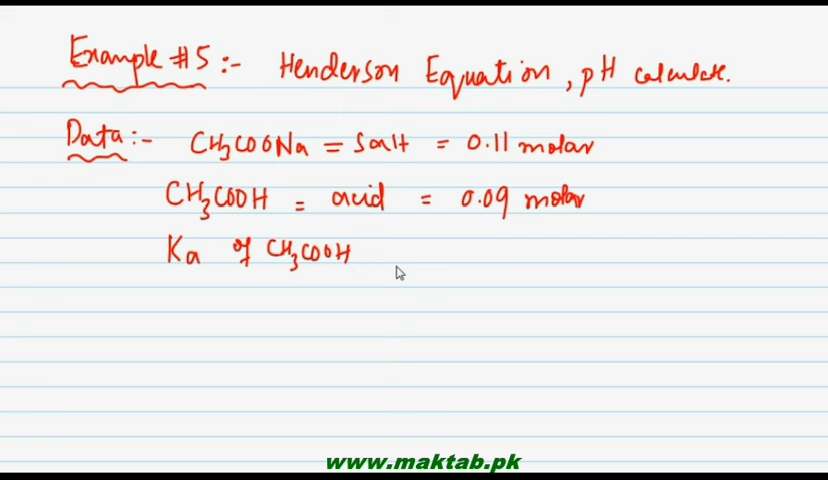 Example #5:- Henderson Equation, pH calculate.
Data:- CH3COONa = Salt = 0.11 molar
CH3COOH = acid = 0.09 molar
Ka of CH3COOH
www.maktab.pk